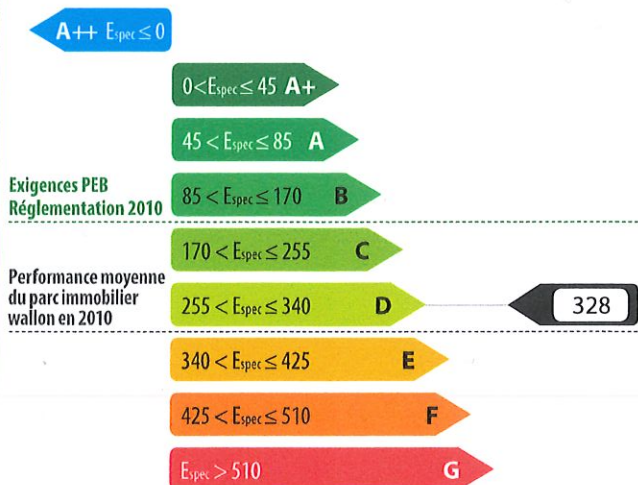 A++ Espec ≤ 0
0<Espec ≤ 45 A+
45 < Espec ≤ 85 A
Exigences PEB
Réglementation 2010
85 < Espec ≤ 170 B
170 < Espec ≤ 255 C
Performance moyenne
du parc immobilier
wallon en 2010
255 < Espec ≤ 340 D
328
340 < Espec ≤ 425 E
425 < Espec ≤ 510 F
Espec > 510 G